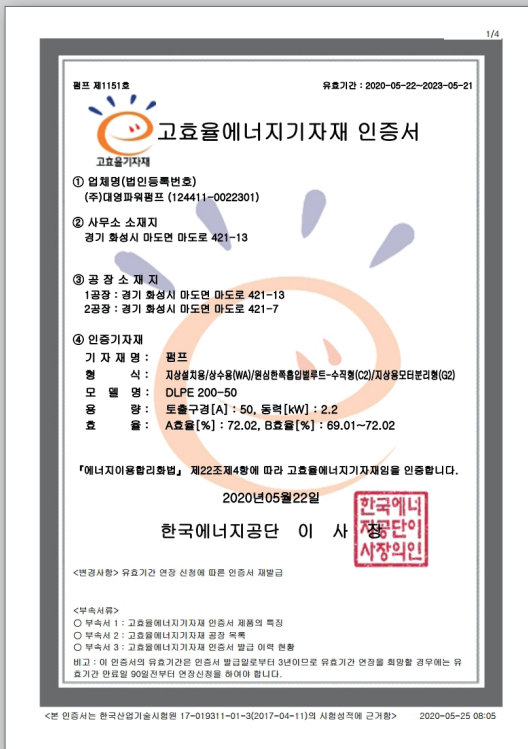 1/4
펌프 제1151호 유효기간 : 2020-05-22~2023-05-21
고효율기자재
고효율에너지기자재 인증서
① 업체명(법인등록번호)
(주)대영파워펌프 (124411-0022301)
② 사무소 소재지
경기 화성시 마도면 마도로 421-13
③ 공 장 소 재 지
1공장 : 경기 화성시 마도면 마도로 421-13
2공장 : 경기 화성시 마도면 마도로 421-7
④ 인증기자재
기 자 재 명 : 펌프
형 식 : 지상설치용/상수용(WA)/원심한쪽흡입벌루트-수직형(C2)/지상용모터분리형(G2)
모 델 명 : DLPE 200-50
용 량 : 토출구경[A] : 50, 동력[kW] : 2.2
효 율 : A효율[%] : 72.02, B효율[%] : 69.01~72.02
『에너지이용합리화법』 제22조제4항에 따라 고효율에너지기자재임을 인증합니다.
2020년05월22일
한국에너지공단 이 사 장
한국에너
지공단이
사장의인
<변경사항> 유효기간 연장 신청에 따른 인증서 재발급
<부속서류>
○ 부속서 1 : 고효율에너지기자재 인증서 제품의 특징
○ 부속서 2 : 고효율에너지기자재 공장 목록
○ 부속서 3 : 고효율에너지기자재 인증서 발급 이력 현황
비고 : 이 인증서의 유효기간은 인증서 발급일로부터 3년이므로 유효기간 연장을 희망할 경우에는 유
효기간 만료일 90일전부터 연장신청을 하여야 합니다.
<본 인증서는 한국산업기술시험원 17-019311-01-3(2017-04-11)의 시험성적에 근거함> 2020-05-25 08:05